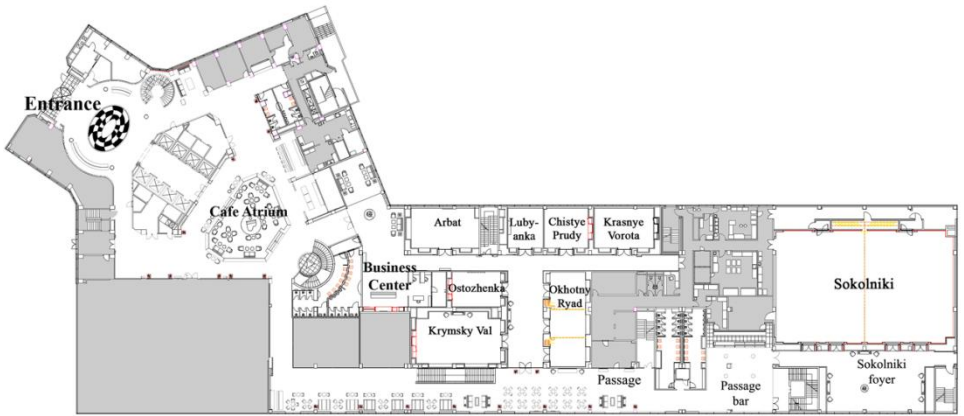 Entrance
Cafe Atrium
Arbat
Luby-
anka
Chistye
Prudy
Krasnye
Vorota
Business
Center
Ostozhenka
Okhotny
Ryad
Sokolniki
Krymsky Val
Passage
Passage
bar
Sokolniki
foyer